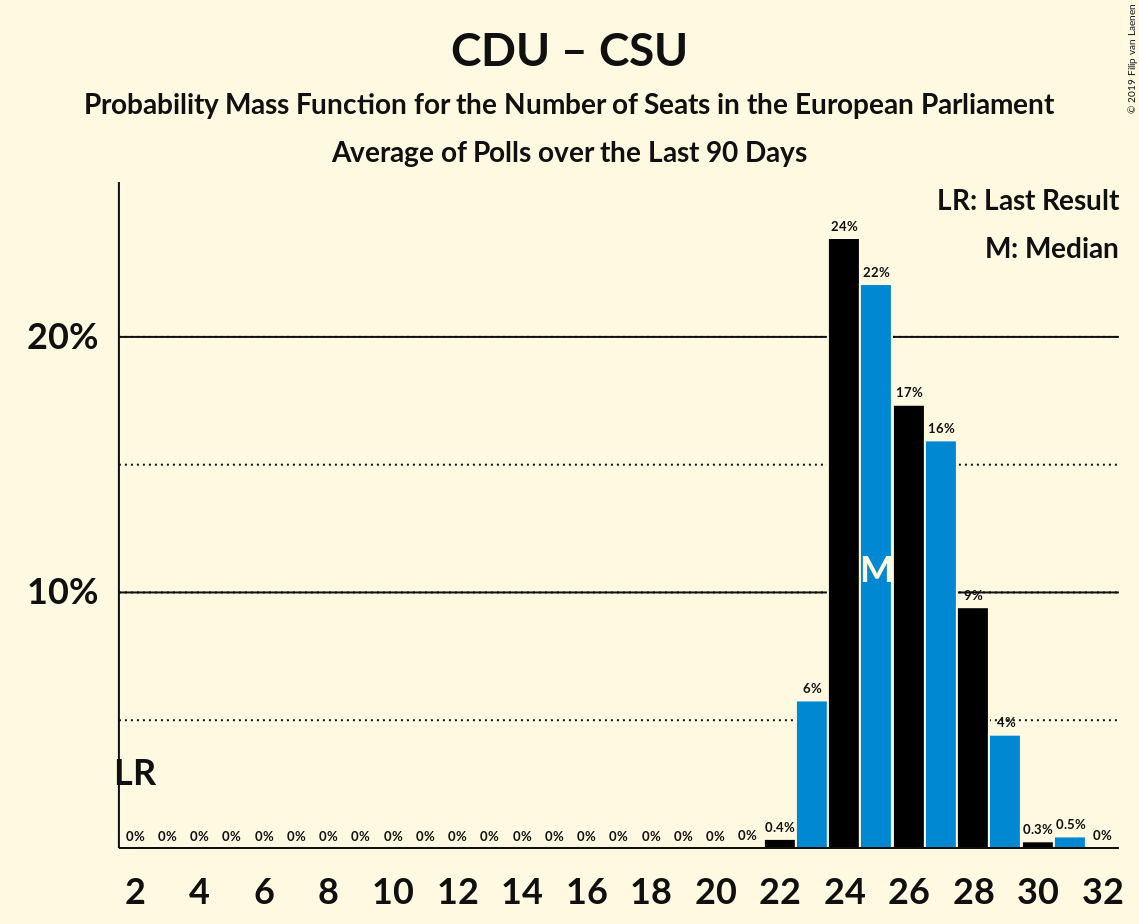 CDU – CSU
Probability Mass Function for the Number of Seats in the European Parliament
Average of Polls over the Last 90 Days
© 2019 Filip van Laenen
LR: Last Result
M: Median
24%
22%
20%
17%
16%
M
10%
9%
6%
4%
LR
0% 0% 0% 0% 0% 0% 0% 0% 0% 0% 0% 0% 0% 0% 0% 0% 0% 0% 0% 0% 0.4% 0.3% 0.5% 0%
2 4 6 8 10 12 14 16 18 20 22 24 26 28 30 32